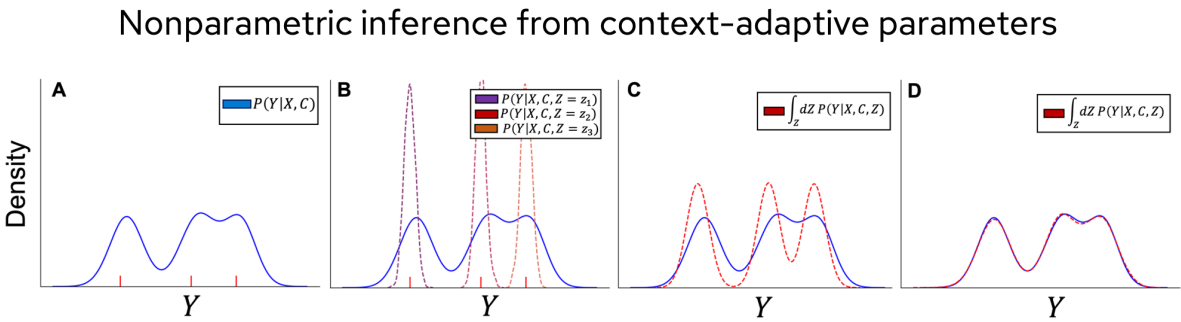 Nonparametric inference from context-adaptive parameters
Density
A
P(Y|X, C)
Y
B
P(Y|X, C, Z = z₁)
P(Y|X, C, Z = z₂)
P(Y|X, C, Z = z₃)
Y
C
∫_Z dZ P(Y|X, C, Z)
Y
D
∫_Z dZ P(Y|X, C, Z)
Y